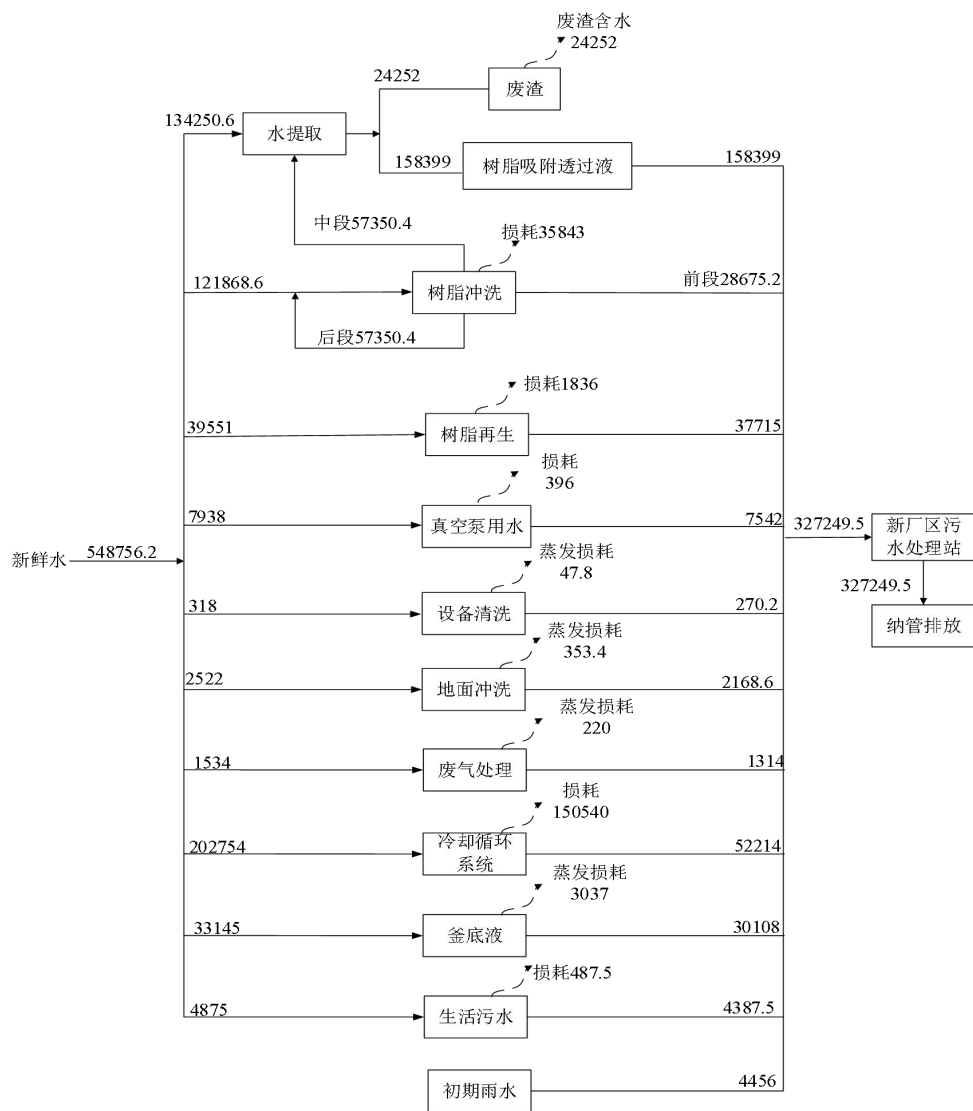 废渣含水
24252
24252
废渣
134250.6
水提取
158399
树脂吸附透过液
158399
中段57350.4
损耗35843
121868.6
树脂冲洗
前段28675.2
后段57350.4
损耗1836
39551
树脂再生
37715
损耗
396
7938
真空泵用水
7542
新鲜水
548756.2
327249.5
新厂区污
水处理站
蒸发损耗
47.8
327249.5
318
设备清洗
270.2
纳管排放
蒸发损耗
353.4
2522
地面冲洗
2168.6
蒸发损耗
220
1534
废气处理
1314
损耗
150540
202754
冷却循环
系统
52214
蒸发损耗
3037
33145
釜底液
30108
损耗487.5
4875
生活污水
4387.5
初期雨水
4456